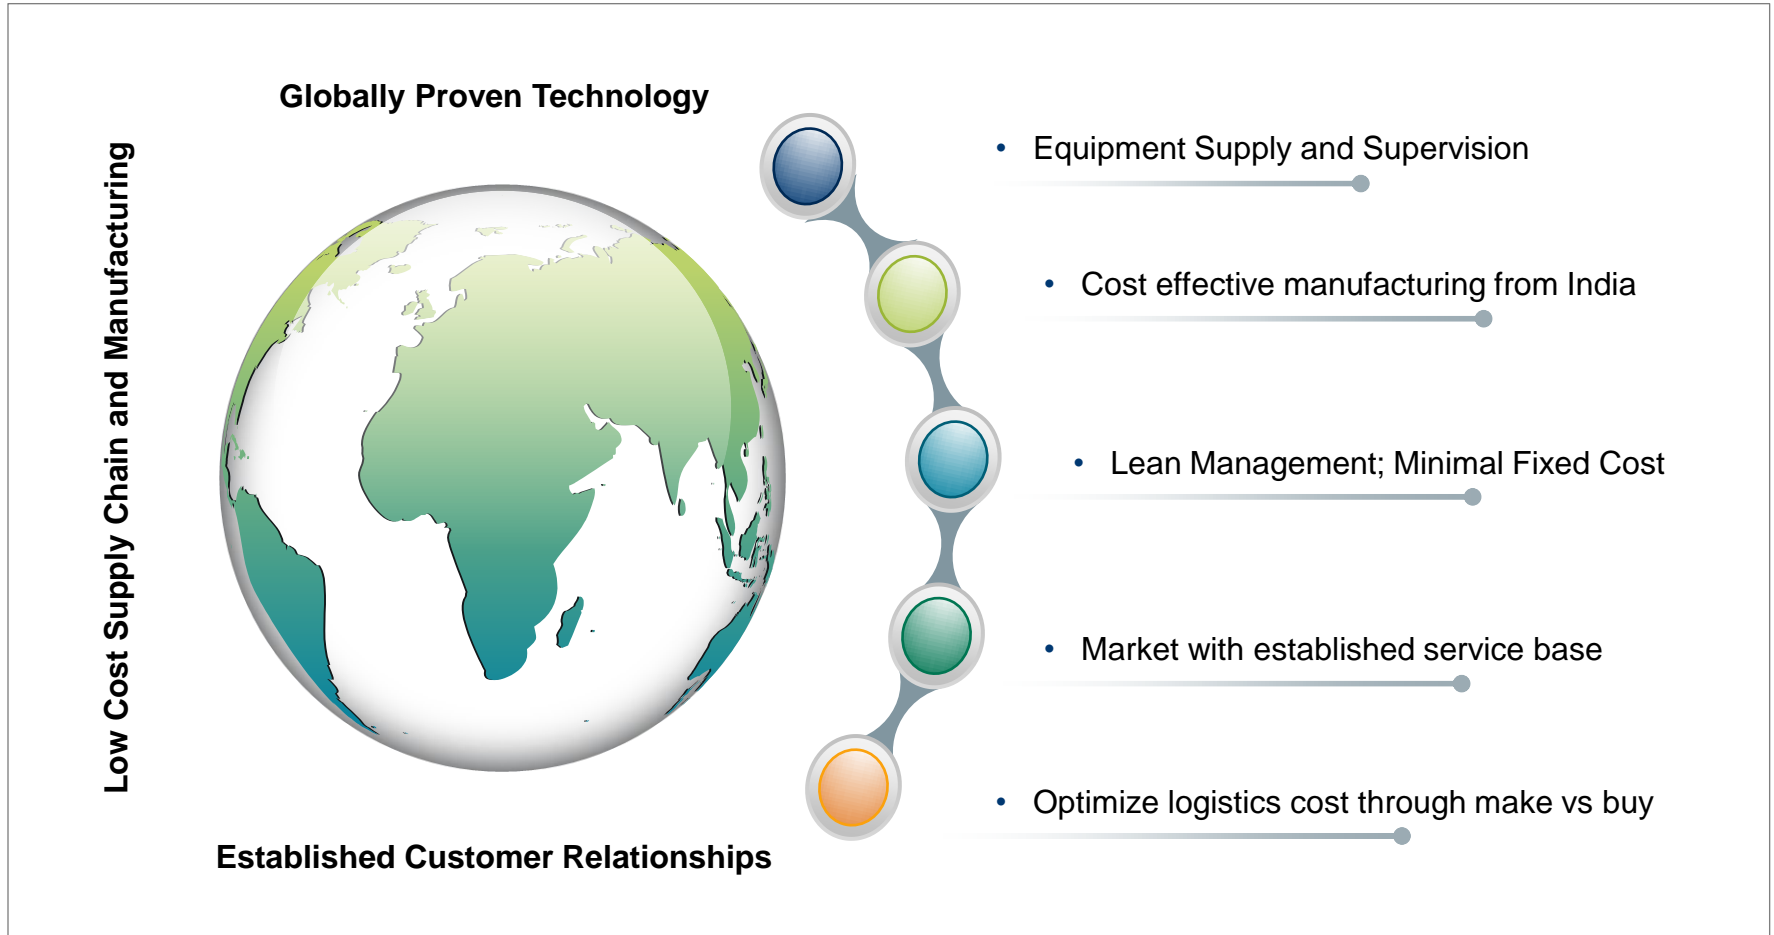 Globally Proven Technology
Low Cost Supply Chain and Manufacturing
Established Customer Relationships
• Equipment Supply and Supervision
• Cost effective manufacturing from India
• Lean Management; Minimal Fixed Cost
• Market with established service base
• Optimize logistics cost through make vs buy